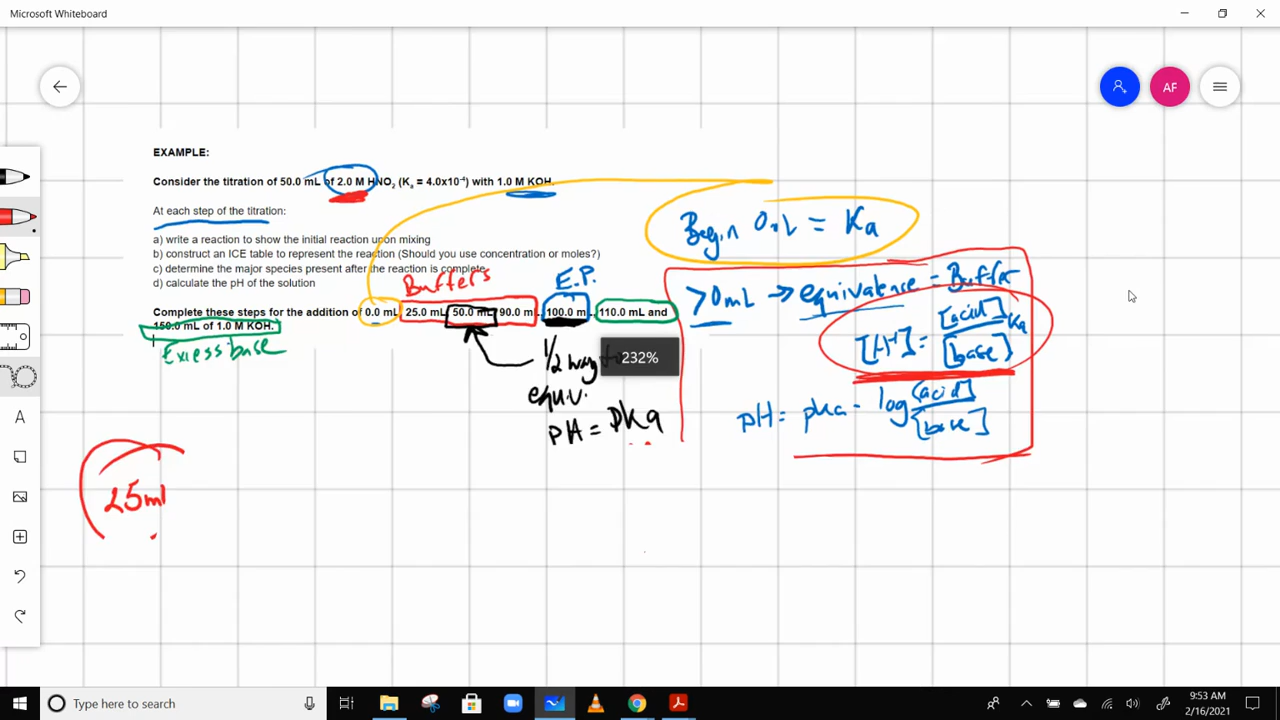 Microsoft Whiteboard
AF
EXAMPLE:
Consider the titration of 50.0 mL of 2.0 M HNO₂ (Kₐ = 4.0x10⁻⁴) with 1.0 M KOH.
At each step of the titration:
a) write a reaction to show the initial reaction upon mixing
b) construct an ICE table to represent the reaction (Should you use concentration or moles?)
c) determine the major species present after the reaction is complete
d) calculate the pH of the solution
Buffers
E.P.
Complete these steps for the addition of 0.0 mL, 25.0 mL, 50.0 mL, 90.0 mL, 100.0 mL, 110.0 mL and
150.0 mL of 1.0 M KOH.
Excess base
1/2 way
equiv.
pH = pka
232%
Begin 0mL = Ka
>0mL → equivalence = Buffer
[H+] = [acid] Ka
[base]
pH = pka - log [acid]
[base]
25ml
A
Type here to search
9:53 AM
2/16/2021